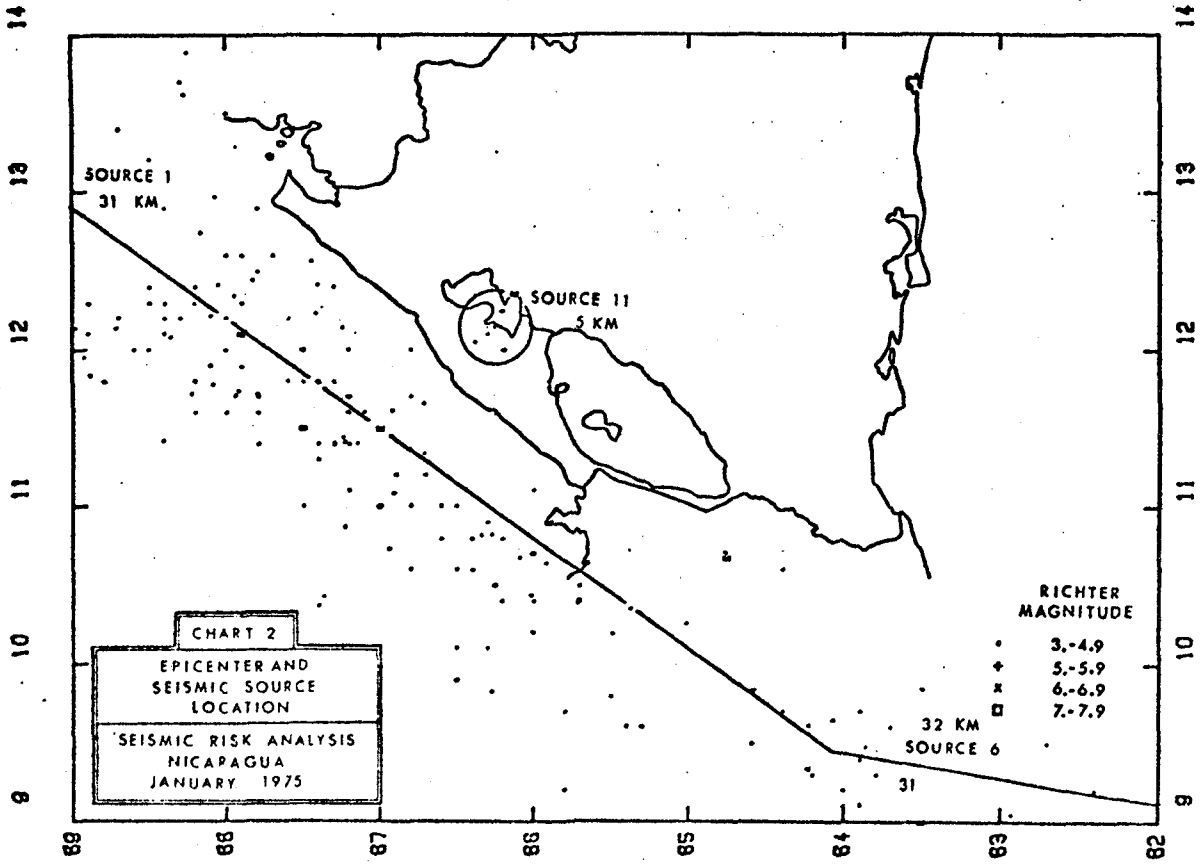 14
14
SOURCE 1
31 KM.
13
13
SOURCE 11
5 KM
12
12
11
11
RICHTER
MAGNITUDE
3.-4.9
5.-5.9
6.-6.9
7.-7.9
CHART 2
EPICENTER AND
SEISMIC SOURCE
LOCATION
SEISMIC RISK ANALYSIS
NICAPAGUA
JANUARY 1975
10
10
32 KM
SOURCE 6
31
9
9
89
88
87
86
85
84
83
82